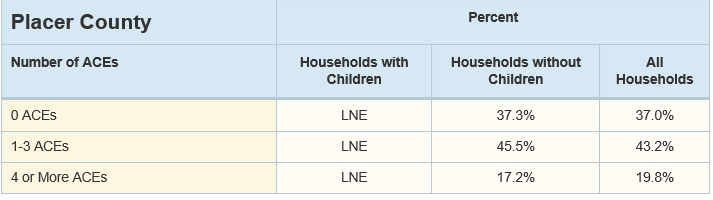 Placer County Percent
Number of ACEs Households with Children Households without Children All Households
0 ACEs LNE 37.3% 37.0%
1-3 ACEs LNE 45.5% 43.2%
4 or More ACEs LNE 17.2% 19.8%